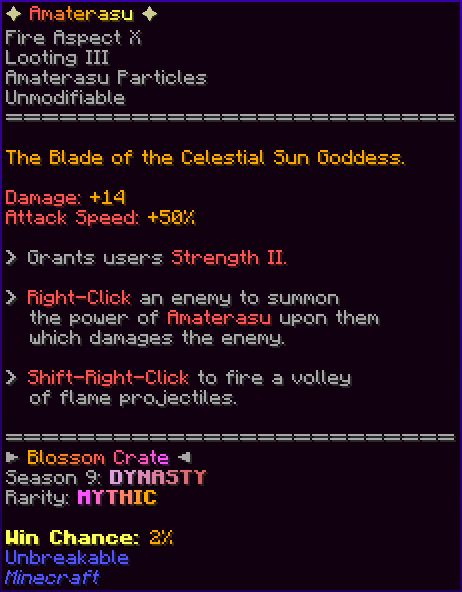 ✦ Amaterasu ✦
Fire Aspect X
Looting III
Amaterasu Particles
Unmodifiable
The Blade of the Celestial Sun Goddess.
Damage: +14
Attack Speed: +50%
> Grants users Strength II.
> Right-Click an enemy to summon
the power of Amaterasu upon them
which damages the enemy.
> Shift-Right-Click to fire a volley
of flame projectiles.
► Blossom Crate ◄
Season 9: DYNASTY
Rarity: MYTHIC
Win Chance: 2%
Unbreakable
Minecraft